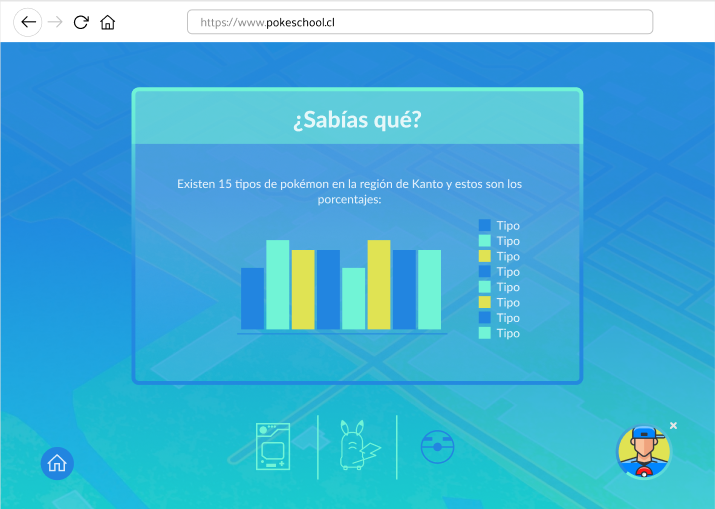 https://www.pokeschool.cl
¿Sabías qué?
Existen 15 tipos de pokémon en la región de Kanto y estos son los
porcentajes:
Tipo
Tipo
Tipo
Tipo
Tipo
Tipo
Tipo
Tipo